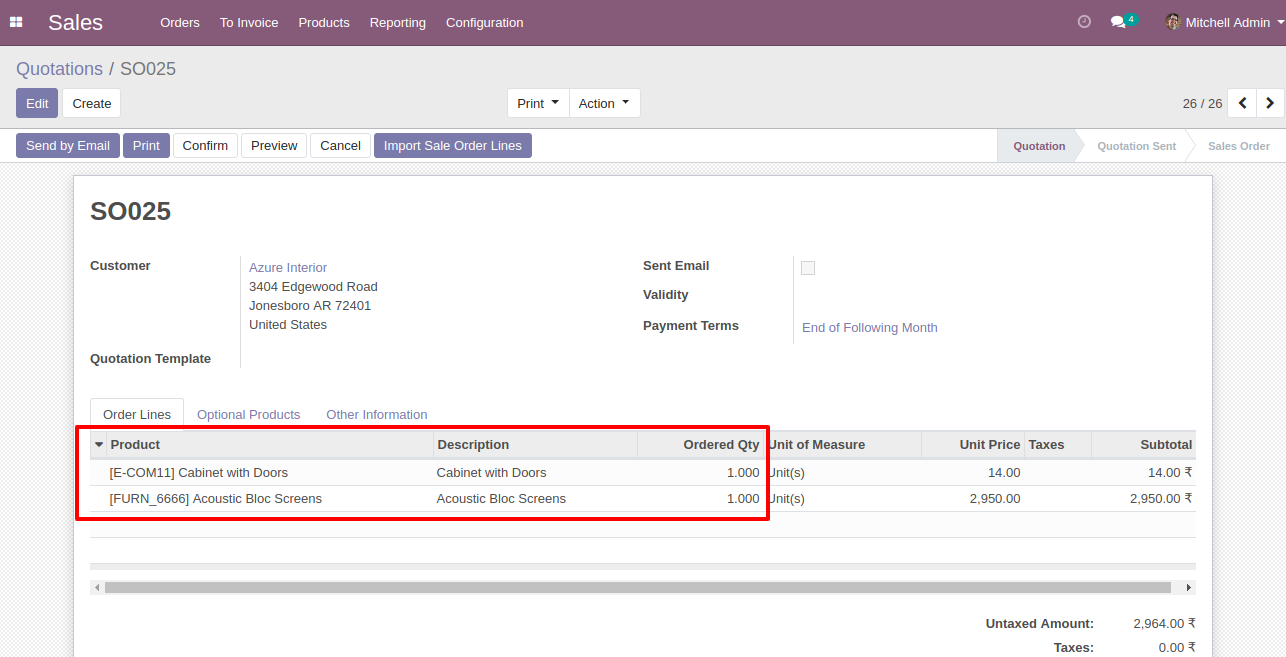 Sales Orders To Invoice Products Reporting Configuration 4 Mitchell Admin
Quotations / SO025
Edit Create Print Action 26 / 26
Send by Email Print Confirm Preview Cancel Import Sale Order Lines Quotation Quotation Sent Sales Order
SO025
Customer
Azure Interior
3404 Edgewood Road
Jonesboro AR 72401
United States
Quotation Template
Sent Email
Validity
Payment Terms End of Following Month
Order Lines Optional Products Other Information
Product Description Ordered Qty Unit of Measure Unit Price Taxes Subtotal
[E-COM11] Cabinet with Doors Cabinet with Doors 1.000 Unit(s) 14.00 14.00 ₹
[FURN_6666] Acoustic Bloc Screens Acoustic Bloc Screens 1.000 Unit(s) 2,950.00 2,950.00 ₹
Untaxed Amount: 2,964.00 ₹
Taxes: 0.00 ₹